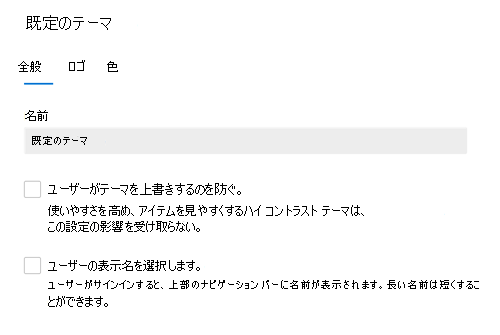 既定のテーマ
全般 ロゴ 色
名前
既定のテーマ
ユーザーがテーマを上書きするのを防ぐ。
使いやすさを高め、アイテムを見やすくするハイ コントラスト テーマは、
この設定の影響を受け取らない。
ユーザーの表示名を選択します。
ユーザーがサインインすると、上部のナビゲーション バーに名前が表示されます。長い名前は短くするこ
とができます。